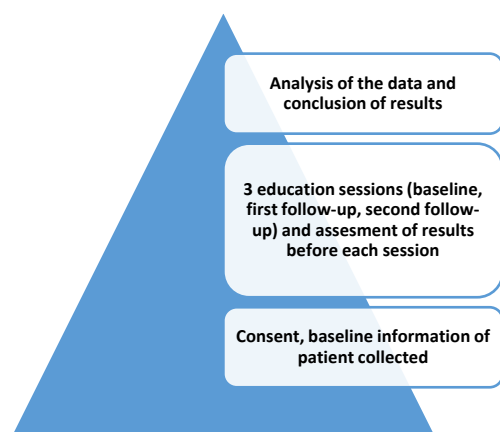 Analysis of the data and
conclusion of results
3 education sessions (baseline,
first follow-up, second follow-
up) and assesment of results
before each session
Consent, baseline information of
patient collected